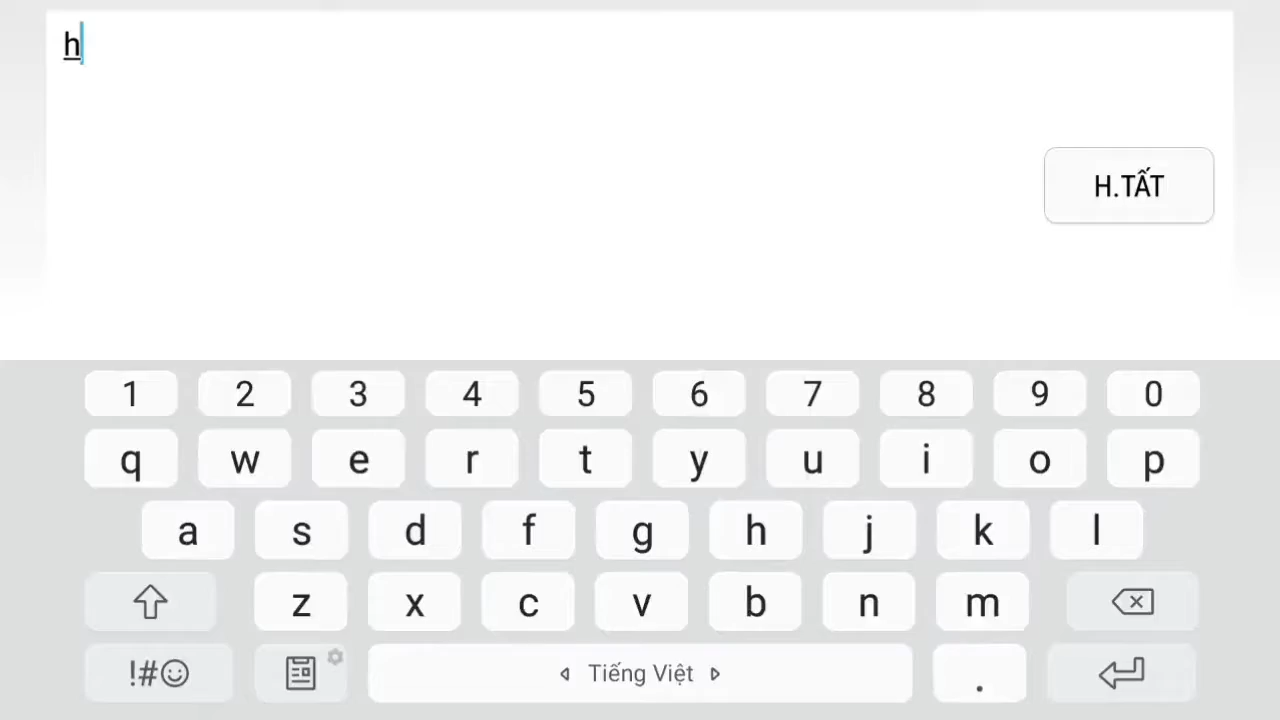 h
H.TẤT
1 2 3 4 5 6 7 8 9 0
q w e r t y u i o p
a s d f g h j k l
z x c v b n m
!#☺ Tiếng Việt .